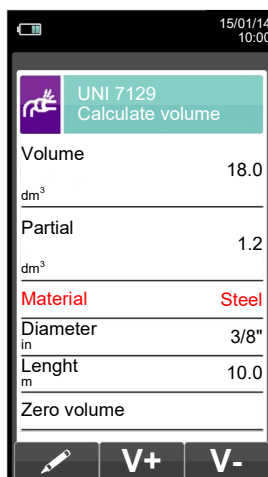 15/01/14
10:00
UNI 7129
Calculate volume
Volume
18.0
dm³
Partial
1.2
dm³
Material Steel
Diameter
3/8"
in
Lenght
10.0
m
Zero volume
V+ V-